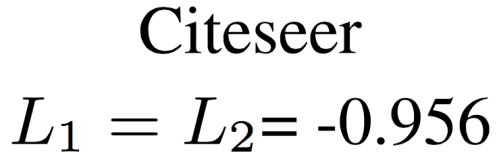 Citeseer
L₁ = L₂= -0.956